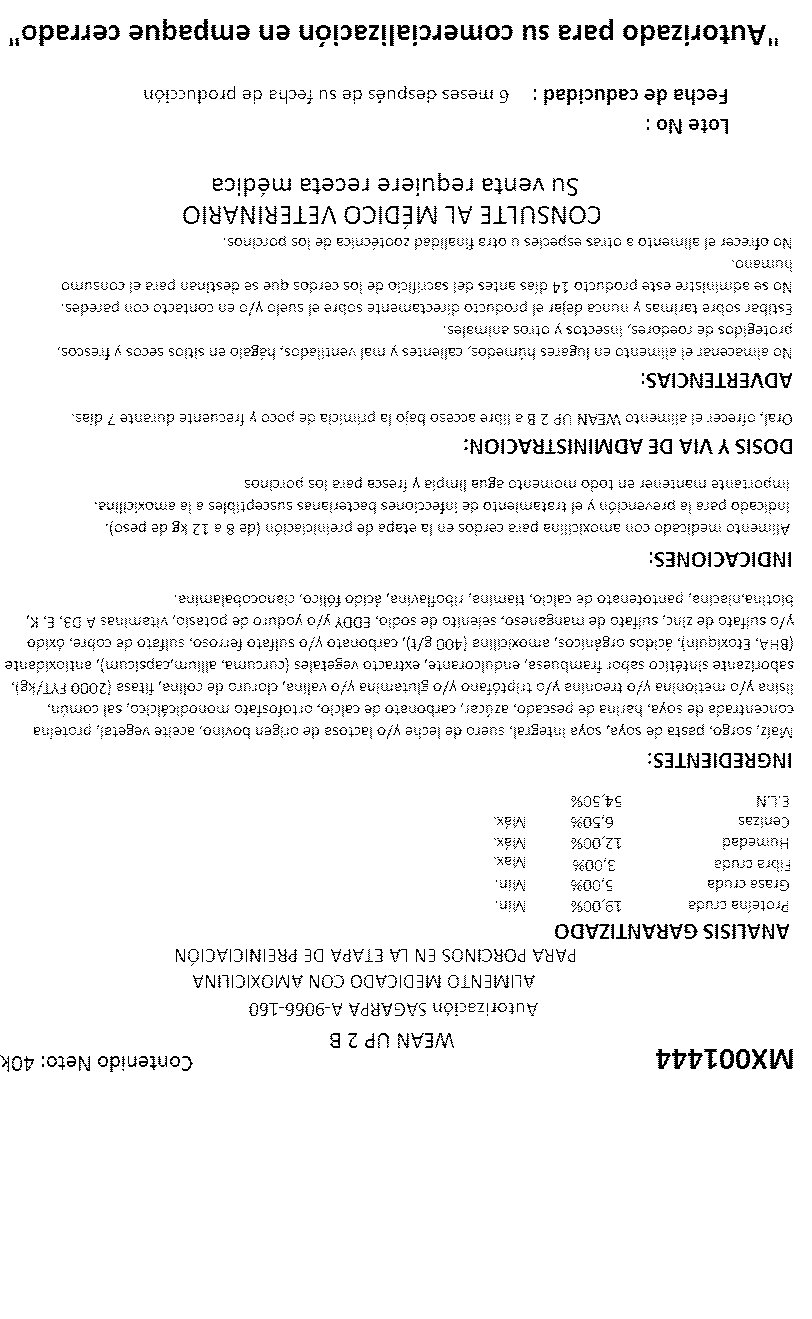 MX001444
Contenido Neto: 40k
WEAN UP 2 B
Autorización SAGARPA A-9066-160
ALIMENTO MEDICADO CON AMOXICILINA
PARA PORCINOS EN LA ETAPA DE PREINICIACIÓN
ANALISIS GARANTIZADO
Proteína cruda 19,00% Min.
Grasa cruda 5,00% Min.
Fibra cruda 3,00% Max.
Humedad 12,00% Máx.
Cenizas 6,50% Máx.
E.L.N 54,50%
INGREDIENTES:
Maíz, sorgo, pasta de soya, soya integral, suero de leche y/o lactosa de origen bovino, aceite vegetal, proteína
concentrada de soya, harina de pescado, azúcar, carbonato de calcio, ortofosfato monodicálcico, sal común,
lisina y/o metionina y/o treonina y/o triptófano y/o glutamina y/o valina, cloruro de colina, fitasa (2000 FYT/kg),
saborizante sintético sabor frambuesa, endulcorante, extracto vegetales (curcuma, allium,capsicum), antioxidante
(BHA, Etoxiquin), ácidos orgánicos, amoxicilina (400 g/t), carbonato y/o sulfato ferroso, sulfato de cobre, óxido
y/o sulfato de zinc, sulfato de manganeso, selenito de sodio, EDDY y/o yoduro de potasio, vitaminas A D3, E, K,
biotina,niacina, pantotenato de calcio, tiamina, riboflavina, ácido fólico, cianocobalamina.
INDICACIONES:
Alimento medicado con amoxicilina para cerdos en la etapa de preiniciación (de 8 a 12 kg de peso).
Indicado para la prevención y el tratamiento de infecciones bacterianas susceptibles a la amoxicilina.
Importante mantener en todo momento agua limpia y fresca para los porcinos
DOSIS Y VIA DE ADMINISTRACION:
Oral, ofrecer el alimento WEAN UP 2 B a libre acceso bajo la primicia de poco y frecuente durante 7 días.
ADVERTENCIAS:
No almacenar el alimento en lugares húmedos, calientes y mal ventilados, hágalo en sitios secos y frescos,
protegidos de roedores, insectos y otros animales.
Estibar sobre tarimas y nunca dejar el producto directamente sobre el suelo y/o en contacto con paredes.
No se administre este producto 14 días antes del sacrificio de los cerdos que se destinan para el consumo
humano.
No ofrecer el alimento a otras especies u otra finalidad zootécnica de los porcinos.
CONSULTE AL MÉDICO VETERINARIO
Su venta requiere receta médica
Lote No :
Fecha de caducidad : 6 meses después de su fecha de producción
"Autorizado para su comercialización en empaque cerrado"